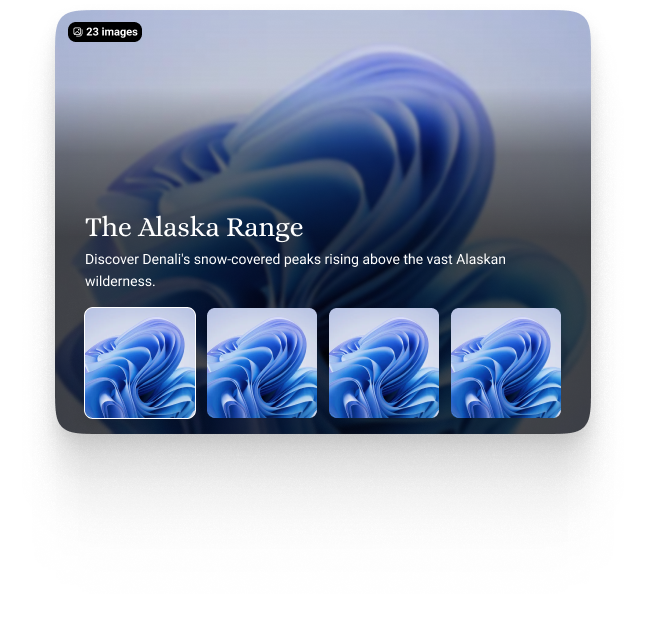 23 images
The Alaska Range
Discover Denali's snow-covered peaks rising above the vast Alaskan
wilderness.